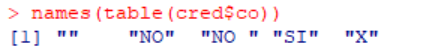 > names(table(cred$co))
[1] ""    "NO"  "NO " "SI"  "X"